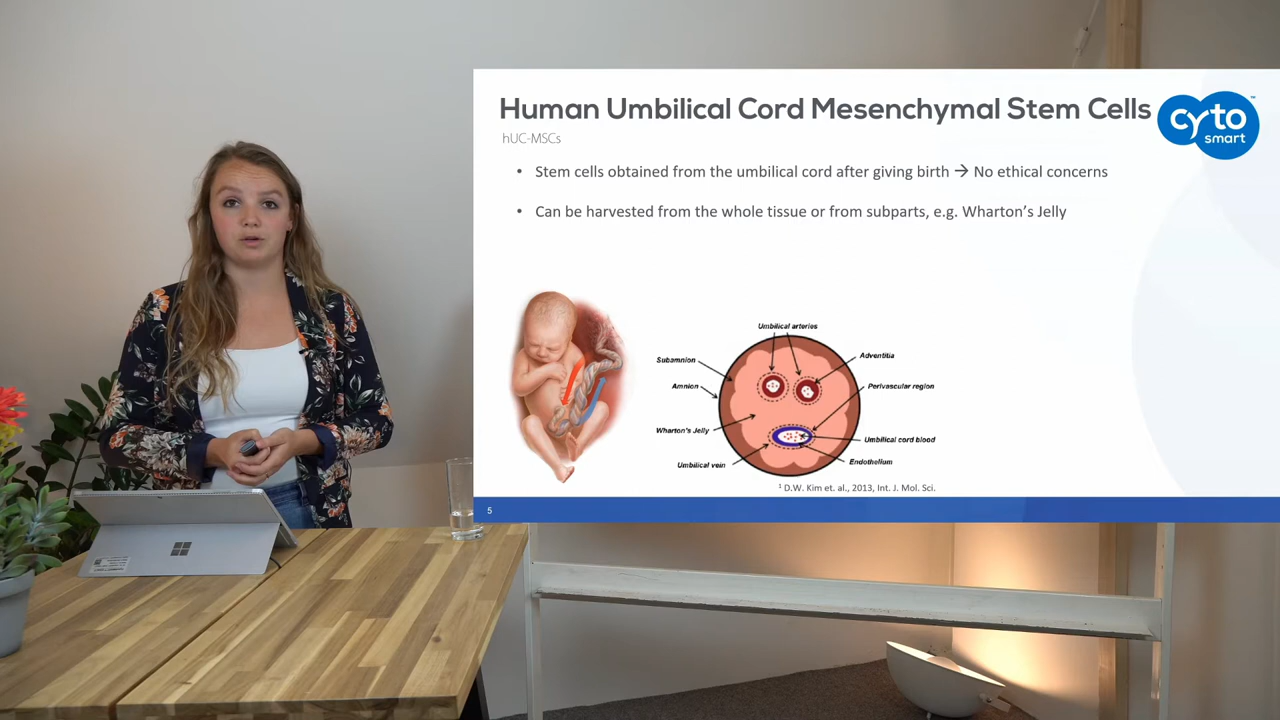 Human Umbilical Cord Mesenchymal Stem Cells
hUC-MSCs
cyto
smart
™
• Stem cells obtained from the umbilical cord after giving birth → No ethical concerns
• Can be harvested from the whole tissue or from subparts, e.g. Wharton’s Jelly
Umbilical arteries
Subamnion
Adventitia
Amnion
Perivascular region
Wharton's Jelly
Umbilical cord blood
Umbilical vein
Endothelium
¹ D.W. Kim et. al., 2013, Int. J. Mol. Sci.
5